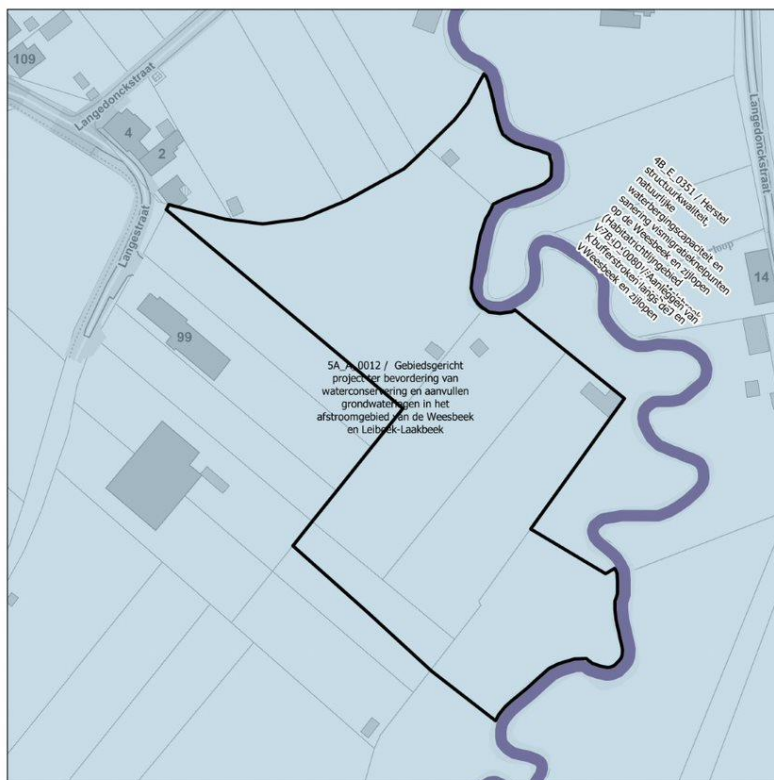 109
Langedonckstraat
4
2
Langestraat
99
Langedonckstraat
14
5A_A_0012 / Gebiedsgericht
project ter bevordering van
waterconservering en aanvullen
grondwaterlagen in het
afstroomgebied van de Weesbeek
en Leibeek-Laakbeek
4B_E_0351 / Herstel
structuurkwaliteit,
natuurlijke
waterbergingscapaciteit en
sanering vismigratieknelpunten
op de Weesbeek en zijlopen
(Habitatrichtlijngebied
Aanleggen van
bufferstroken langs de
Weesbeek en zijlopen